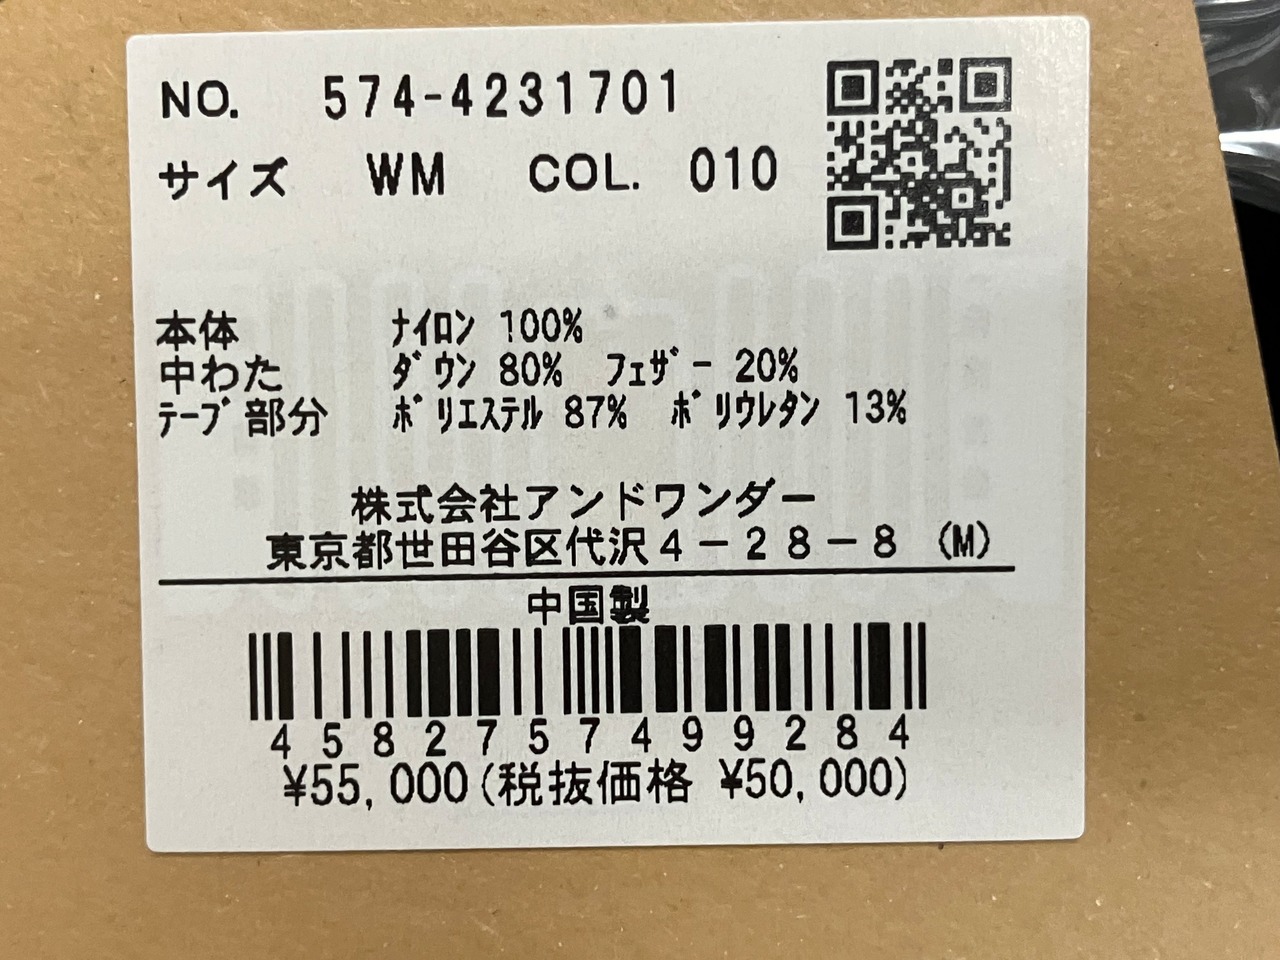 NO. 574-4231701
サイズ WM COL. 010
本体 ﾅｲﾛﾝ 100%
中わた ﾀﾞｳﾝ 80% ﾌｪｻﾞｰ 20%
ﾃｰﾌﾟ部分 ﾎﾟﾘｴｽﾃﾙ 87% ﾎﾟﾘｳﾚﾀﾝ 13%
株式会社アンドワンダー
東京都世田谷区代沢４－２８－８ (M)
中国製
4582757499284
¥55,000(税抜価格 ¥50,000)